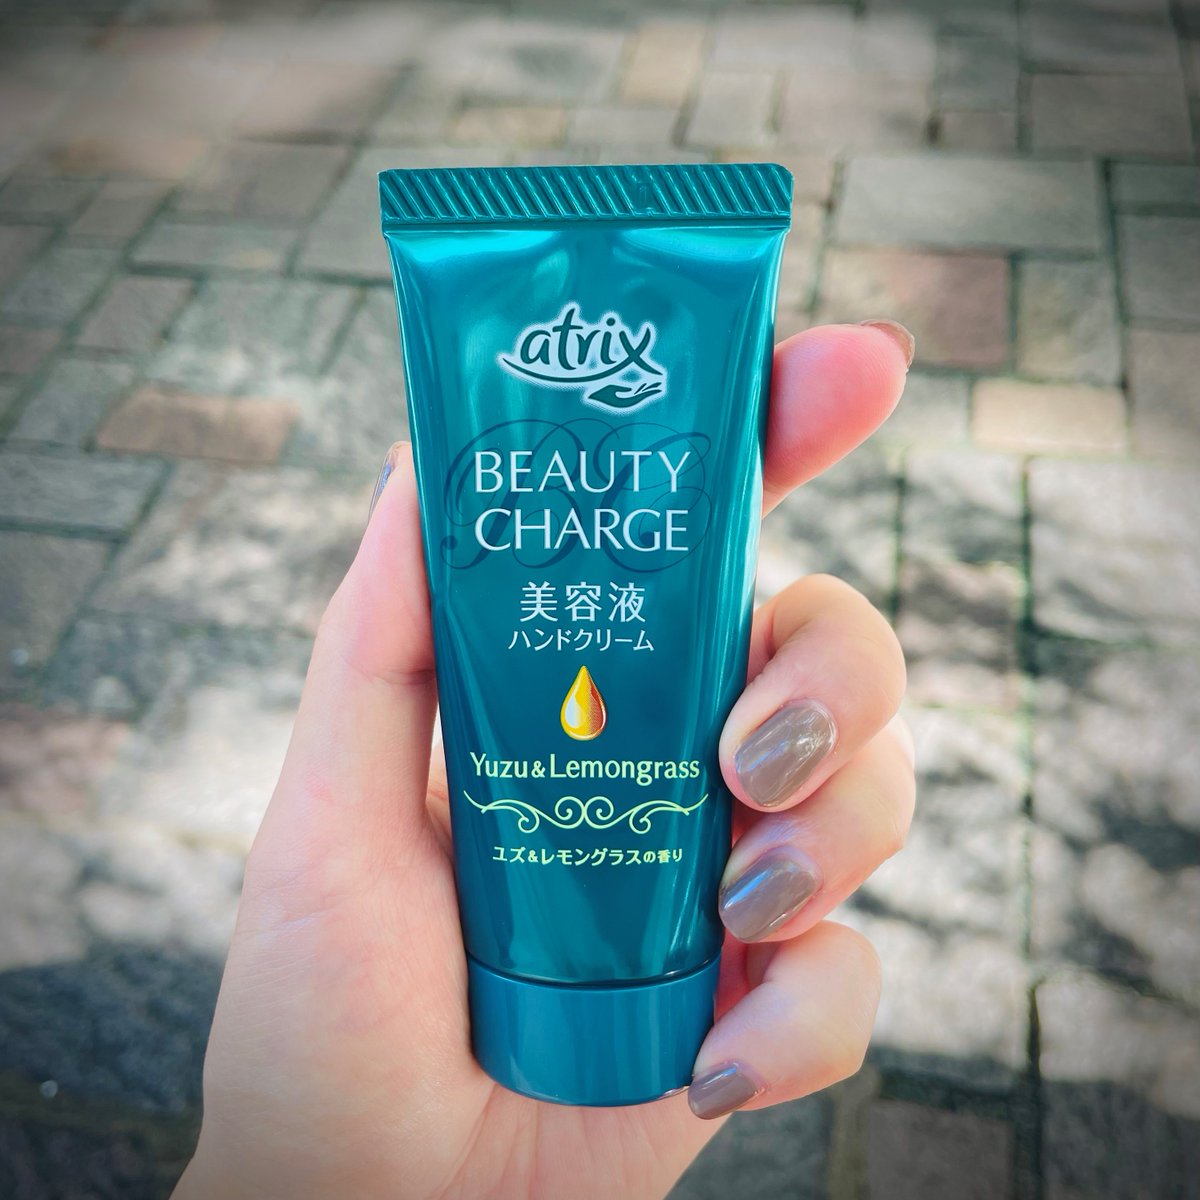 atrix
BEAUTY
CHARGE
美容液
ハンドクリーム
Yuzu&Lemongrass
ユズ&レモングラスの香り